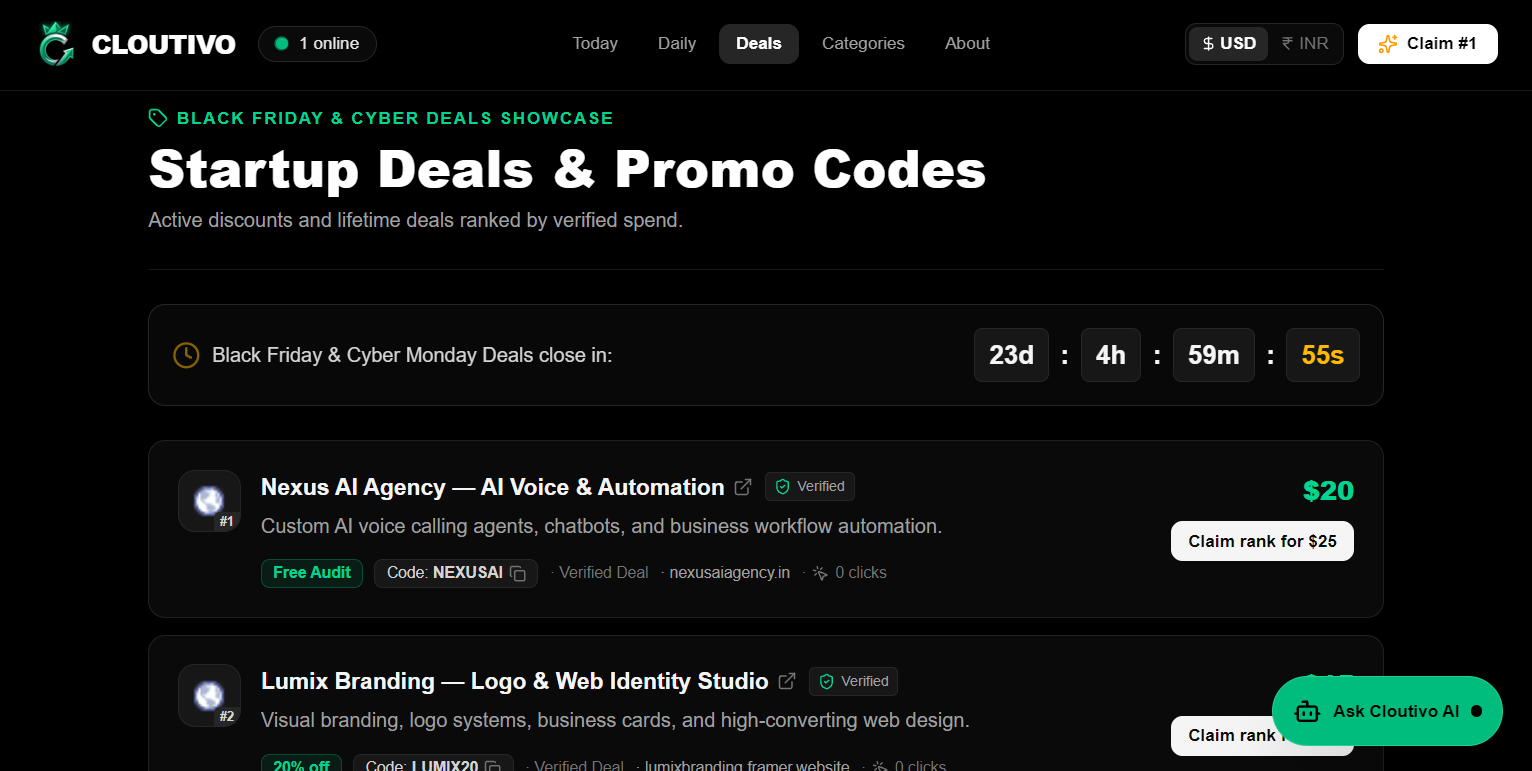 CLOUTIVO
1 online
Today
Daily
Deals
Categories
About
$ USD
₹ INR
Claim #1
BLACK FRIDAY & CYBER DEALS SHOWCASE
Startup Deals & Promo Codes
Active discounts and lifetime deals ranked by verified spend.
Black Friday & Cyber Monday Deals close in:
23d : 4h : 59m : 55s
#1
Nexus AI Agency — AI Voice & Automation
Verified
$20
Custom AI voice calling agents, chatbots, and business workflow automation.
Claim rank for $25
Free Audit
Code: NEXUSAI
· Verified Deal
· nexusaiagency.in
· 0 clicks
#2
Lumix Branding — Logo & Web Identity Studio
Verified
Visual branding, logo systems, business cards, and high-converting web design.
Claim rank
Ask Cloutivo AI
20% off
Code: LUMIX20
· Verified Deal
· lumixbranding.framer.website
· 0 clicks